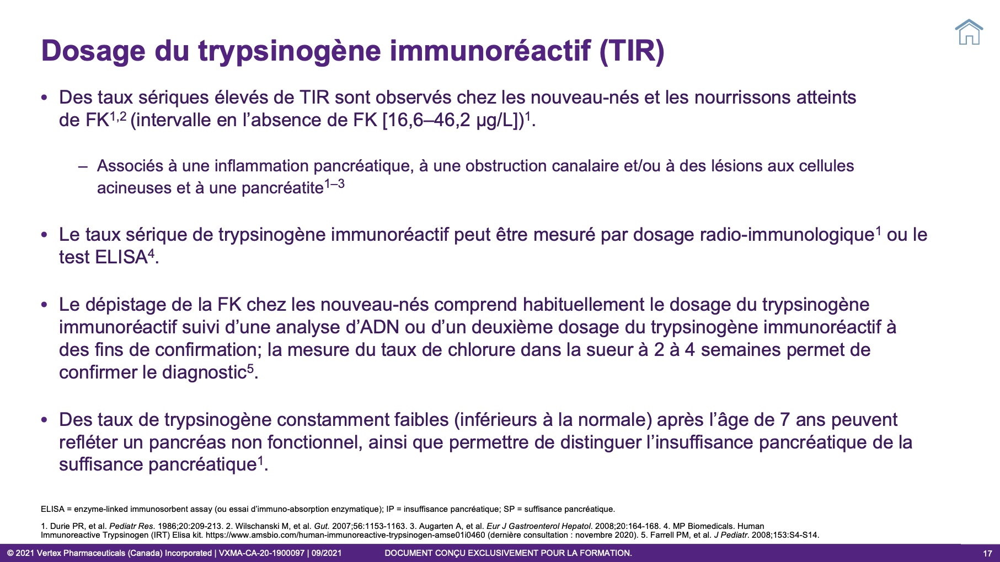 Dosage du trypsinogène immunoréactif (TIR)
• Des taux sériques élevés de TIR sont observés chez les nouveau-nés et les nourrissons atteints
de FK1,2 (intervalle en l’absence de FK [16,6–46,2 µg/L])1.
– Associés à une inflammation pancréatique, à une obstruction canalaire et/ou à des lésions aux cellules
acineuses et à une pancréatite1–3
• Le taux sérique de trypsinogène immunoréactif peut être mesuré par dosage radio-immunologique1 ou le
test ELISA4.
• Le dépistage de la FK chez les nouveau-nés comprend habituellement le dosage du trypsinogène
immunoréactif suivi d’une analyse d’ADN ou d’un deuxième dosage du trypsinogène immunoréactif à
des fins de confirmation; la mesure du taux de chlorure dans la sueur à 2 à 4 semaines permet de
confirmer le diagnostic5.
• Des taux de trypsinogène constamment faibles (inférieurs à la normale) après l’âge de 7 ans peuvent
refléter un pancréas non fonctionnel, ainsi que permettre de distinguer l’insuffisance pancréatique de la
suffisance pancréatique1.
ELISA = enzyme-linked immunosorbent assay (ou essai d’immuno-absorption enzymatique); IP = insuffisance pancréatique; SP = suffisance pancréatique.
1. Durie PR, et al. Pediatr Res. 1986;20:209-213. 2. Wilschanski M, et al. Gut. 2007;56:1153-1163. 3. Augarten A, et al. Eur J Gastroenterol Hepatol. 2008;20:164-168. 4. MP Biomedicals. Human
Immunoreactive Trypsinogen (IRT) Elisa kit. https://www.amsbio.com/human-immunoreactive-trypsinogen-amse01i0460 (dernière consultation : novembre 2020). 5. Farrell PM, et al. J Pediatr. 2008;153:S4-S14.
© 2021 Vertex Pharmaceuticals (Canada) Incorporated | VXMA-CA-20-1900097 | 09/2021 DOCUMENT CONÇU EXCLUSIVEMENT POUR LA FORMATION. 17